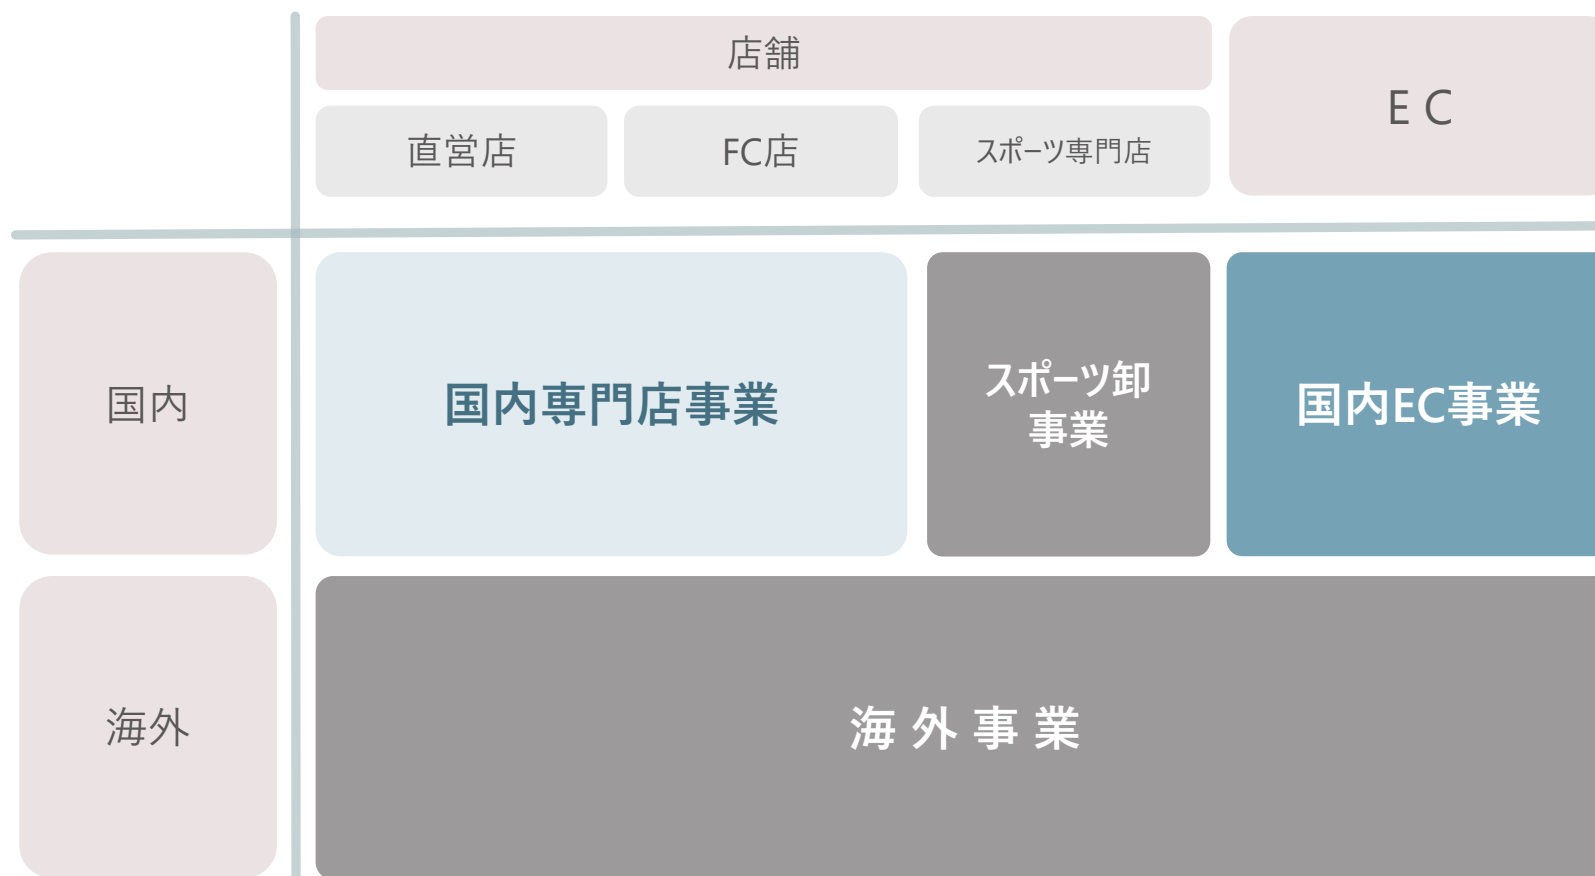 店舗
E C
直営店
FC店
スポーツ専門店
国内
国内専門店事業
スポーツ卸
事業
国内EC事業
海外
海 外 事 業